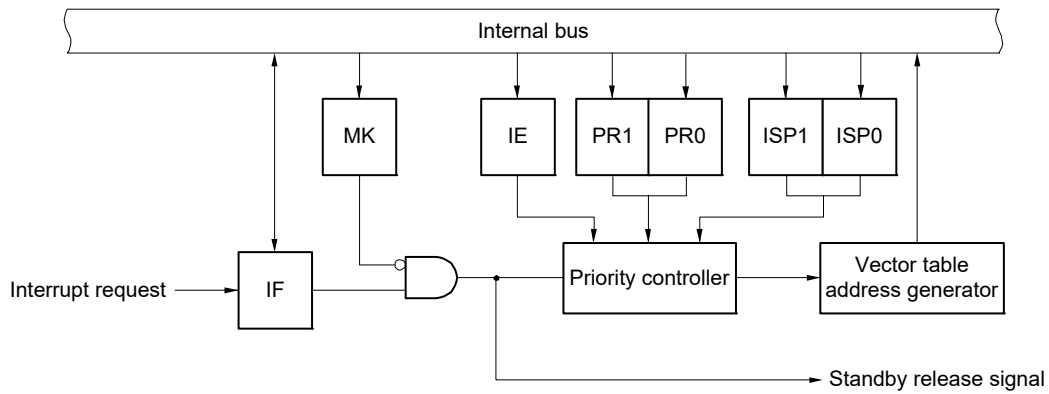 Internal bus
MK
IE
PR1
PR0
ISP1
ISP0
Interrupt request
IF
Priority controller
Vector table
address generator
Standby release signal